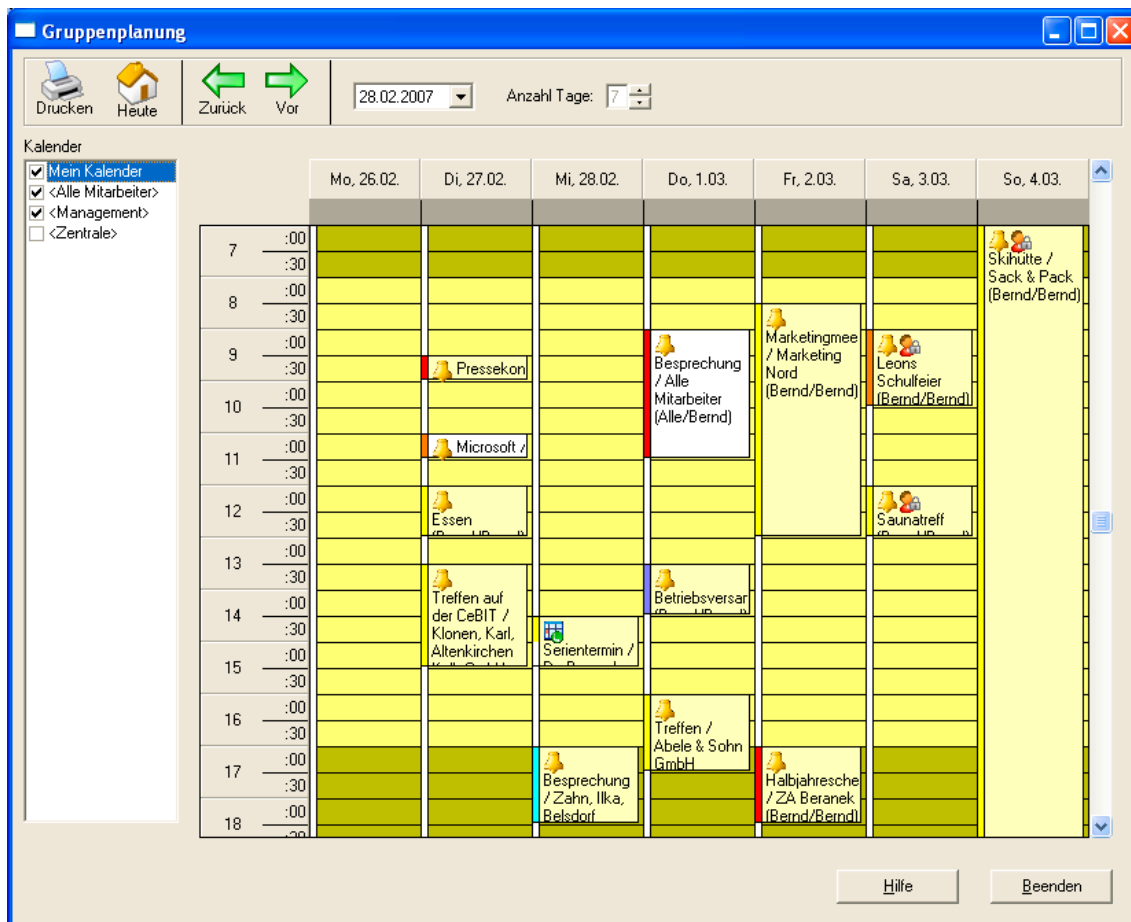 Gruppenplanung
Drucken
Heute
Zurück
Vor
28.02.2007
Anzahl Tage: 7
Kalender
Mein Kalender
<Alle Mitarbeiter>
<Management>
<Zentrale>
Mo, 26.02.
Di, 27.02.
Mi, 28.02.
Do, 1.03.
Fr, 2.03.
Sa, 3.03.
So, 4.03.
7 :00
:30
8 :00
:30
9 :00
:30
10 :00
:30
11 :00
:30
12 :00
:30
13 :00
:30
14 :00
:30
15 :00
:30
16 :00
:30
17 :00
:30
18 :00
Pressekon
Microsoft /
Essen
Treffen auf
der CeBIT /
Klonen, Karl,
Altenkirchen
Serientermin /
Besprechung
/ Zahn, Ilka,
Belsdorf
Besprechung
/ Alle
Mitarbeiter
(Alle/Bernd)
Betriebsversar
Treffen /
Abele & Sohn
GmbH
Marketingmee
/ Marketing
Nord
(Bernd/Bernd)
Halbjahresche
/ ZA Beranek
(Bernd/Bernd)
Leons
Schulfeier
(Bernd/Bernd)
Saunatreff
Skihütte /
Sack & Pack
(Bernd/Bernd)
Hilfe
Beenden